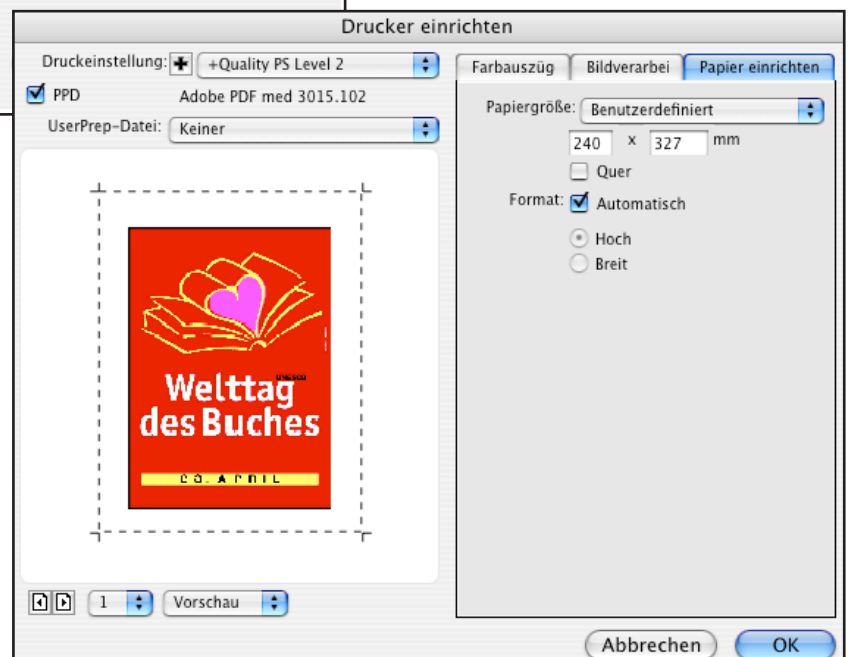 Drucker einrichten
Druckeinstellung: +Quality PS Level 2
PPD Adobe PDF med 3015.102
UserPrep-Datei: Keiner
Welttag
des Buches
1 Vorschau
Farbauszüg Bildverarbei Papier einrichten
Papiergröße: Benutzerdefiniert
240 x 327 mm
Quer
Format: Automatisch
Hoch
Breit
Abbrechen OK